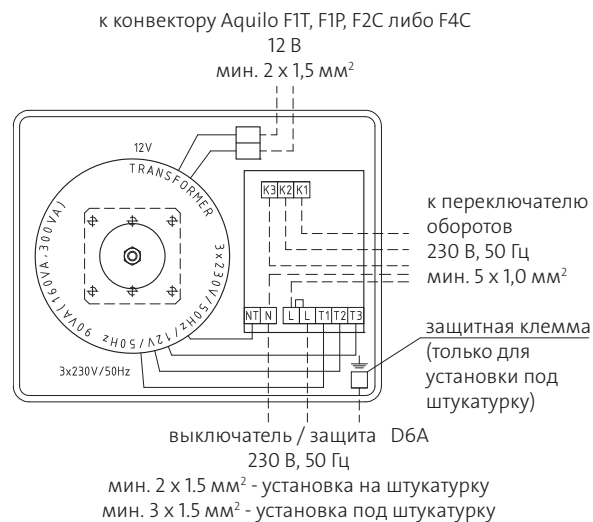 к конвектору Aquilo F1T, F1P, F2C либо F4C
12 В
мин. 2 x 1,5 мм²
12V
TRANSFORMER
3x230V/50Hz/12V/50Hz 90VA(160VA,300VA)
K3 K2 K1
к переключателю
оборотов
230 В, 50 Гц
мин. 5 x 1,0 мм²
NT N L L T1 T2 T3
защитная клемма
(только для
установки под
штукатурку)
3x230V/50Hz
выключатель / защита D6A
230 В, 50 Гц
мин. 2 x 1.5 мм² - установка на штукатурку
мин. 3 x 1.5 мм² - установка под штукатурку